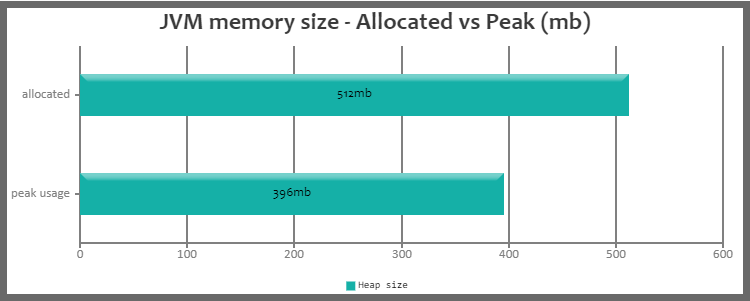 JVM memory size - Allocated vs Peak (mb)
allocated
512mb
peak usage
396mb
0 100 200 300 400 500 600
Heap size